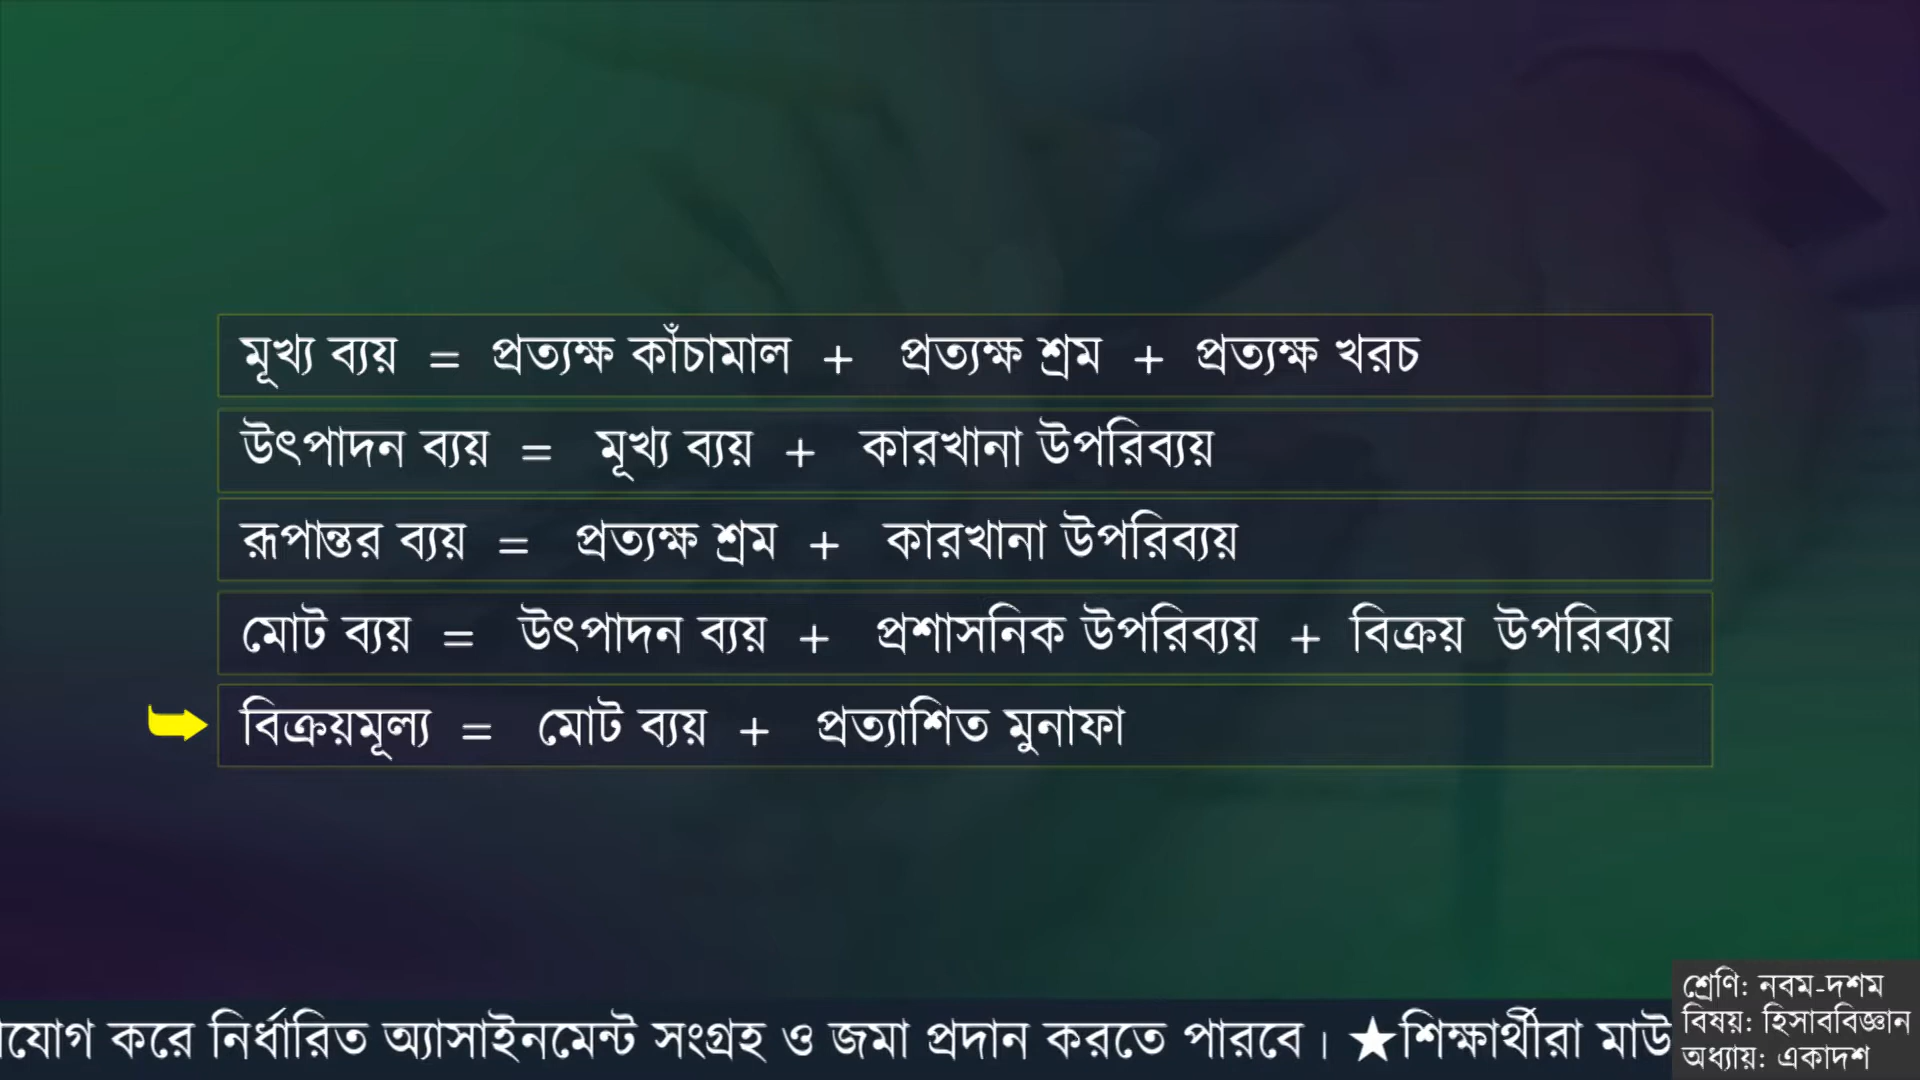 মূখ্য ব্যয় = প্রত্যক্ষ কাঁচামাল + প্রত্যক্ষ শ্রম + প্রত্যক্ষ খরচ
উৎপাদন ব্যয় = মূখ্য ব্যয় + কারখানা উপরিব্যয়
রূপান্তর ব্যয় = প্রত্যক্ষ শ্রম + কারখানা উপরিব্যয়
মোট ব্যয় = উৎপাদন ব্যয় + প্রশাসনিক উপরিব্যয় + বিক্রয় উপরিব্যয়
বিক্রয়মূল্য = মোট ব্যয় + প্রত্যাশিত মুনাফা
শ্রেণি: নবম-দশম
বিষয়: হিসাববিজ্ঞান
অধ্যায়: একাদশ
করে নির্ধারিত অ্যাসাইনমেন্ট সংগ্রহ ও জমা প্রদান করতে পারবে। ★শিক্ষার্থীরা